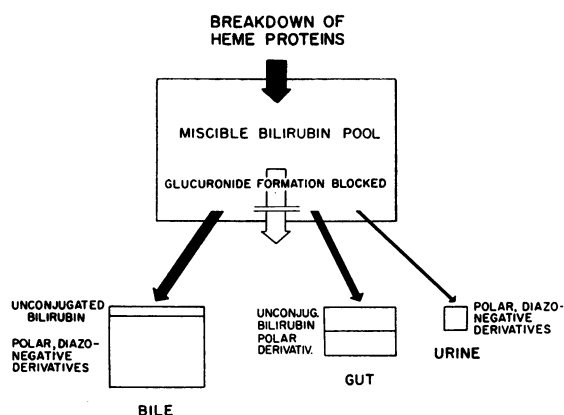 BREAKDOWN OF
HEME PROTEINS
MISCIBLE BILIRUBIN POOL
GLUCURONIDE FORMATION BLOCKED
UNCONJUGATED
BILIRUBIN
POLAR, DIAZO-
NEGATIVE
DERIVATIVES
BILE
UNCONJUG.
BILIRUBIN
POLAR
DERIVATIV.
GUT
POLAR, DIAZO-
NEGATIVE
DERIVATIVES
URINE